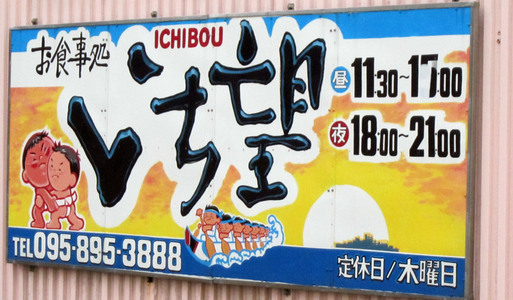 お食事処
ICHIBOU
いち望
昼 11:30~17:00
夜 18:00~21:00
TEL 095-895-3888
定休日/木曜日